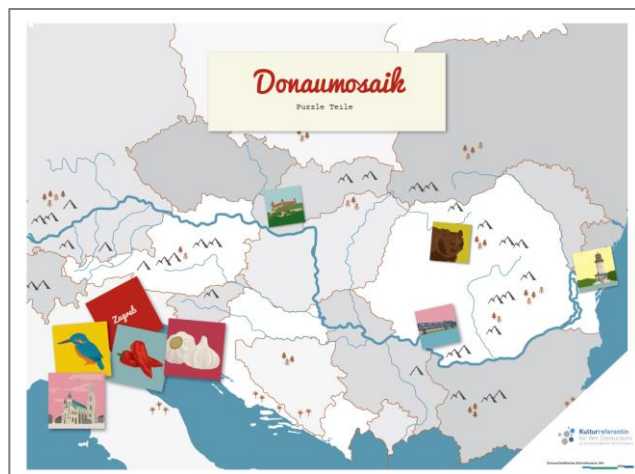 Donaumosaik
Puzzle Teile
Zagreb
Kulturreferentin
für den Donauraum